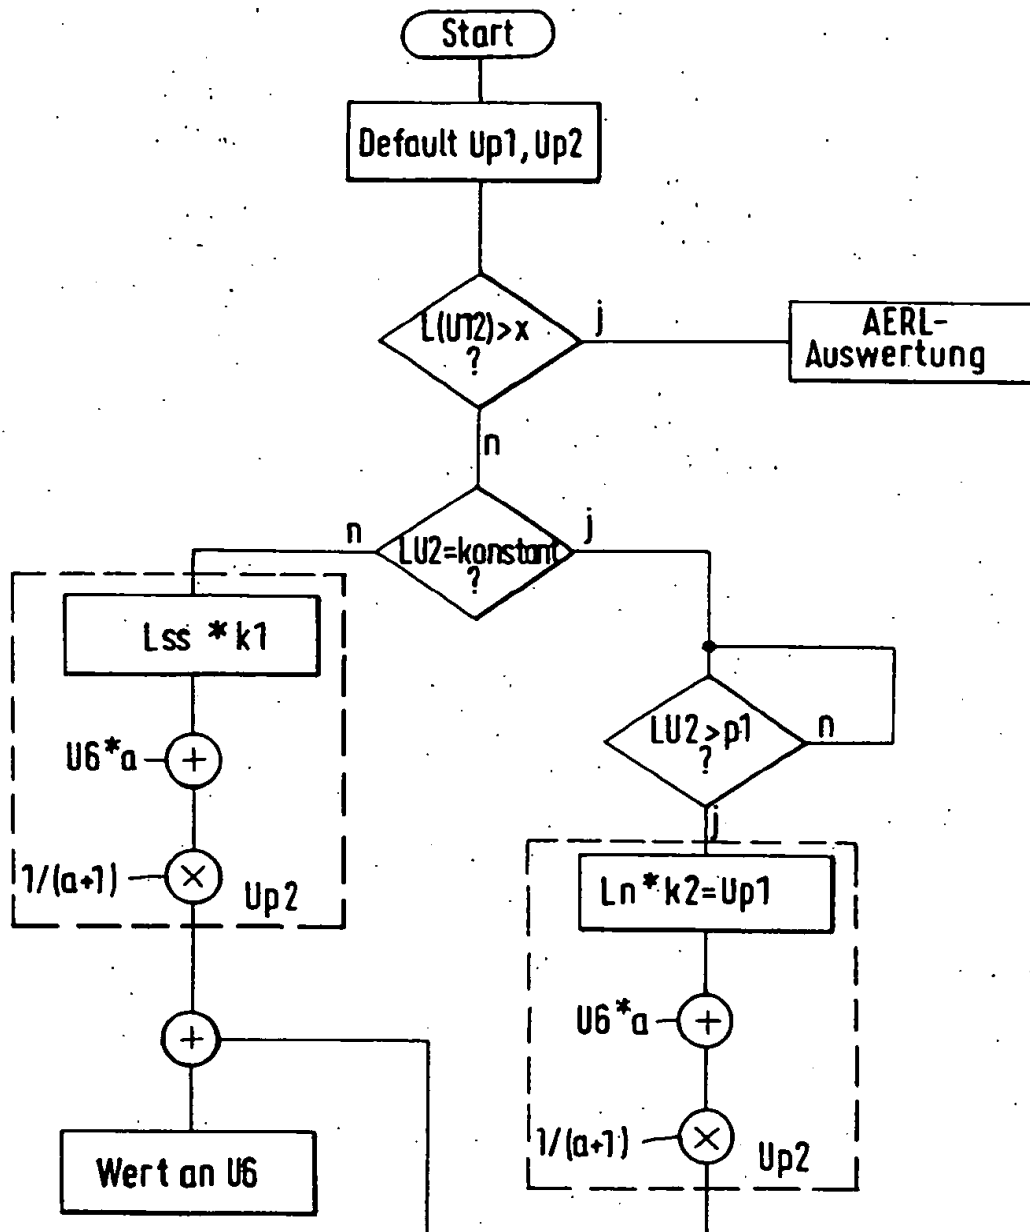 Start
Default Up1, Up2
L(U12)>x
?
j
AERL-
Auswertung
n
n
LU2=konstant
?
j
Lss * k1
U6*a
+
1/(a+1)
×
Up2
LU2>p1
?
n
j
Ln*k2=Up1
U6*a
+
1/(a+1)
×
Up2
+
Wert an U6